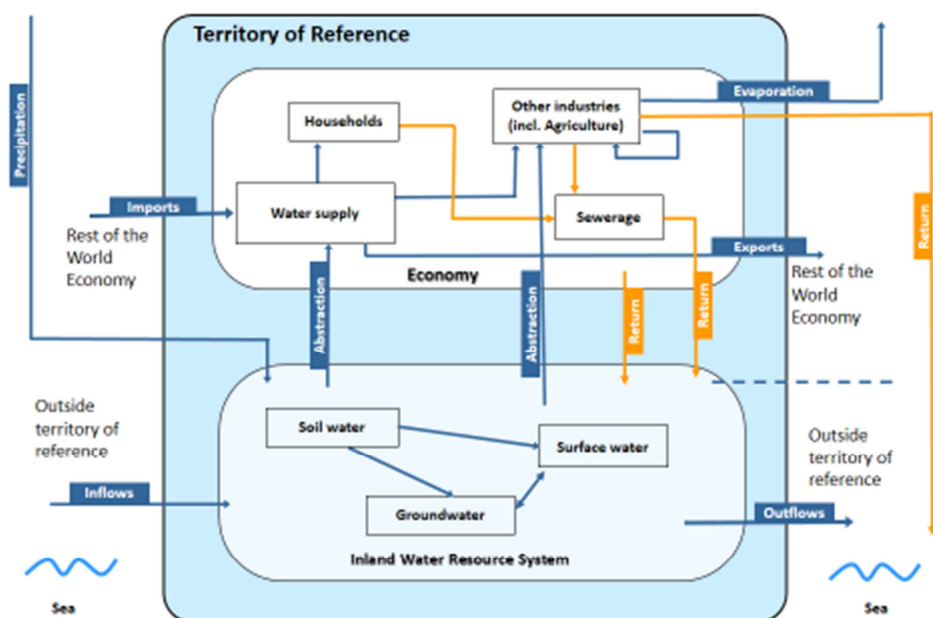 Territory of Reference
Precipitation
Evaporation
Households
Other industries
(incl. Agriculture)
Imports
Water supply
Sewerage
Return
Rest of the
World
Economy
Exports
Economy
Rest of the
World
Economy
Abstraction
Abstraction
Return
Return
Outside
territory of
reference
Soil water
Surface water
Outside
territory of
reference
Inflows
Groundwater
Outflows
Inland Water Resource System
Sea
Sea